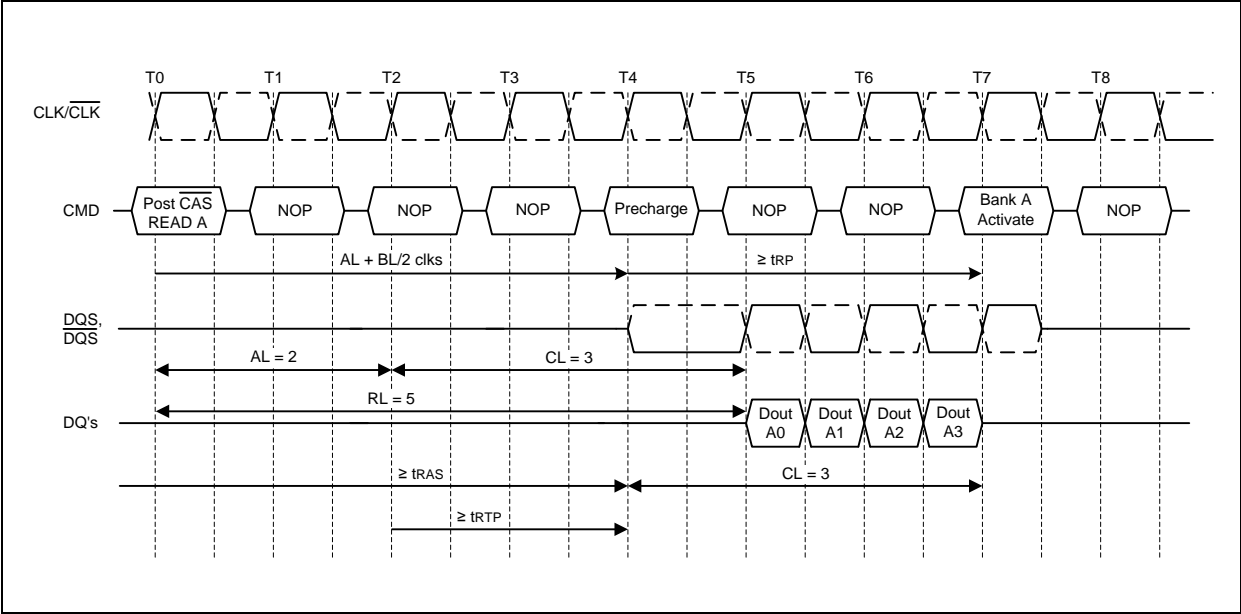 T0 T1 T2 T3 T4 T5 T6 T7 T8
CLK/CLK
CMD
Post CAS
READ A
NOP
NOP
NOP
Precharge
NOP
NOP
Bank A
Activate
NOP
AL + BL/2 clks
≥ tRP
DQS,
DQS
AL = 2
CL = 3
RL = 5
DQ's
Dout
A0
Dout
A1
Dout
A2
Dout
A3
≥ tRAS
CL = 3
≥ tRTP